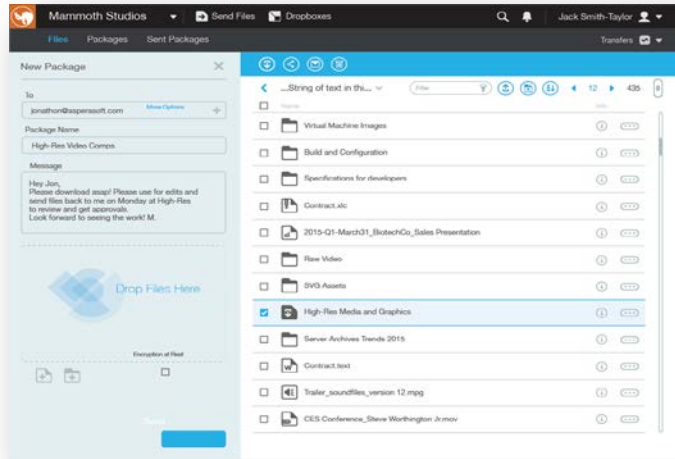 Mammoth Studios
Send Files
Dropboxes
Jack Smith-Taylor
Files
Packages
Sent Packages
Transfers
New Package
To
More Options
jonathon@asperasoft.com
Package Name
High-Res Video Comps
Message
Hey Jon,
Please download asap! Please use for edits and
send files back to me on Monday at High-Res
to review and get approvals.
Look forward to seeing the work! M.
Drop Files Here
Encryption at Rest
Send
...String of text in thi...
Filter
12
435
Name
Info
Virtual Machine Images
Build and Configuration
Specifications for developers
Contract.xlc
2015-Q1-March31_BiotechCo_Sales Presentation
Raw Video
SVG Assets
High-Res Media and Graphics
Server Archives Trends 2015
Contract.text
Trailer_soundfiles_version 12.mpg
CES Conference_Steve Worthington Jr.mov